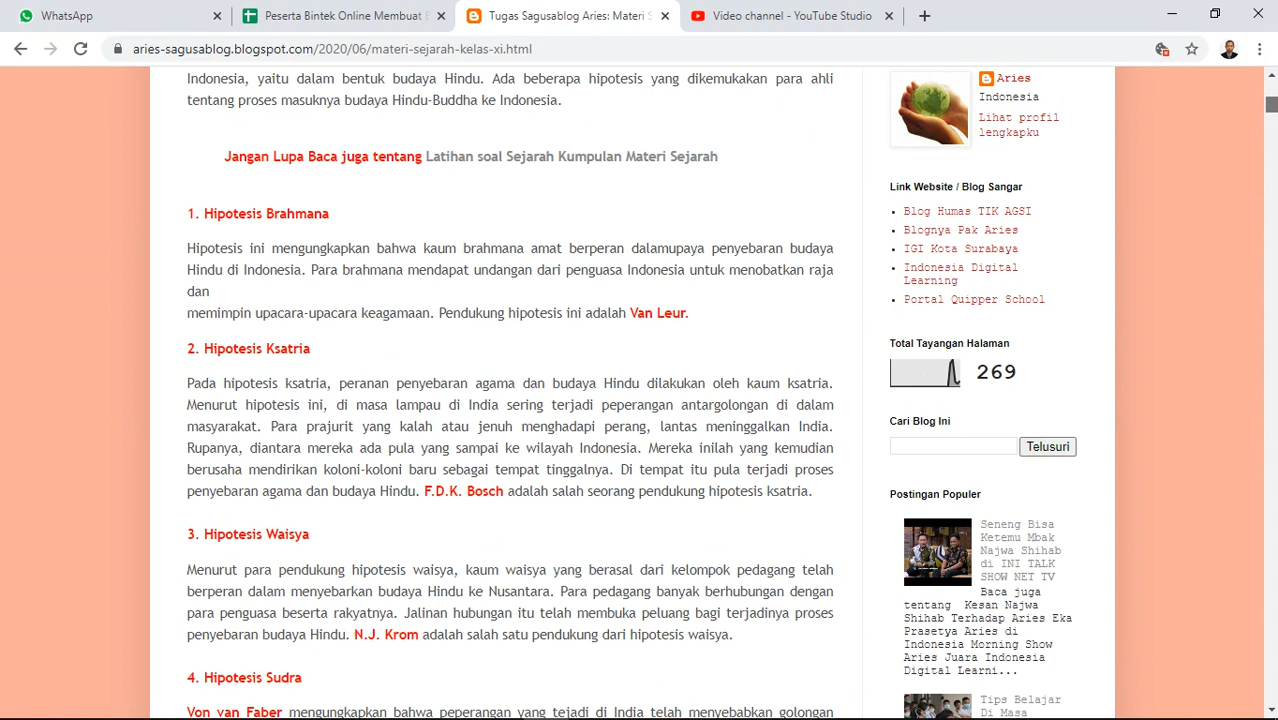 WhatsApp
Peserta Bintek Online Membuat E
Tugas Sagusablog Aries: Materi S
Video channel - YouTube Studio
aries-sagusablog.blogspot.com/2020/06/materi-sejarah-kelas-xi.html
Indonesia, yaitu dalam bentuk budaya Hindu. Ada beberapa hipotesis yang dikemukakan para ahli
tentang proses masuknya budaya Hindu-Buddha ke Indonesia.
Jangan Lupa Baca juga tentang Latihan soal Sejarah Kumpulan Materi Sejarah
1. Hipotesis Brahmana
Hipotesis ini mengungkapkan bahwa kaum brahmana amat berperan dalamupaya penyebaran budaya
Hindu di Indonesia. Para brahmana mendapat undangan dari penguasa Indonesia untuk menobatkan raja
dan
memimpin upacara-upacara keagamaan. Pendukung hipotesis ini adalah Van Leur.
2. Hipotesis Ksatria
Pada hipotesis ksatria, peranan penyebaran agama dan budaya Hindu dilakukan oleh kaum ksatria.
Menurut hipotesis ini, di masa lampau di India sering terjadi peperangan antargolongan di dalam
masyarakat. Para prajurit yang kalah atau jenuh menghadapi perang, lantas meninggalkan India.
Rupanya, diantara mereka ada pula yang sampai ke wilayah Indonesia. Mereka inilah yang kemudian
berusaha mendirikan koloni-koloni baru sebagai tempat tinggalnya. Di tempat itu pula terjadi proses
penyebaran agama dan budaya Hindu. F.D.K. Bosch adalah salah seorang pendukung hipotesis ksatria.
3. Hipotesis Waisya
Menurut para pendukung hipotesis waisya, kaum waisya yang berasal dari kelompok pedagang telah
berperan dalam menyebarkan budaya Hindu ke Nusantara. Para pedagang banyak berhubungan dengan
para penguasa beserta rakyatnya. Jalinan hubungan itu telah membuka peluang bagi terjadinya proses
penyebaran budaya Hindu. N.J. Krom adalah salah satu pendukung dari hipotesis waisya.
4. Hipotesis Sudra
Von van Faber mengungkapkan bahwa peperangan yang tejadi di India telah menyebabkan golongan
Aries
Indonesia
Lihat profil
lengkapku
Link Website / Blog Sangar
Blog Humas TIK AGSI
Blognya Pak Aries
IGI Kota Surabaya
Indonesia Digital
Learning
Portal Quipper School
Total Tayangan Halaman
269
Cari Blog Ini
Telusuri
Postingan Populer
Seneng Bisa
Ketemu Mbak
Najwa Shihab
di INI TALK
SHOW NET TV
Baca juga
tentang Kesan Najwa
Shihab Terhadap Aries Eka
Prasetya Aries di
Indonesia Morning Show
Aries Juara Indonesia
Digital Learni...
Tips Belajar
Di Masa